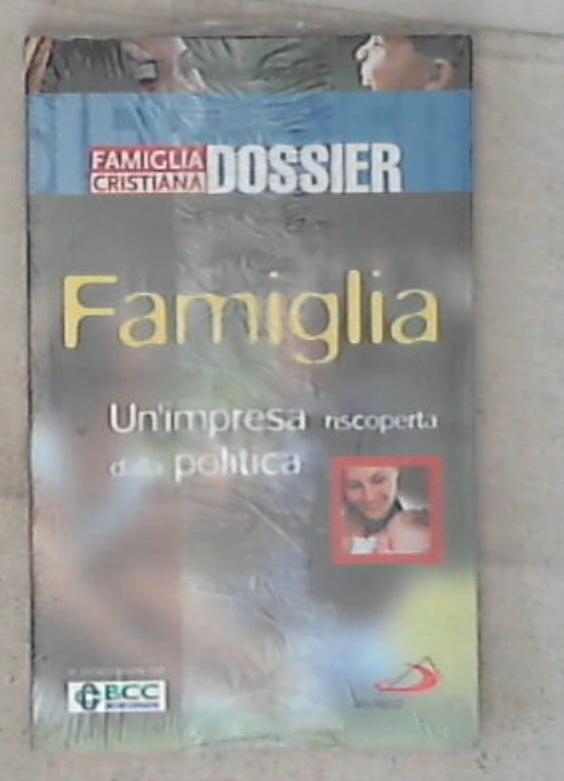 FAMIGLIA
CRISTIANA DOSSIER
Famiglia
Un'impresa riscoperta
dalla politica
BCC